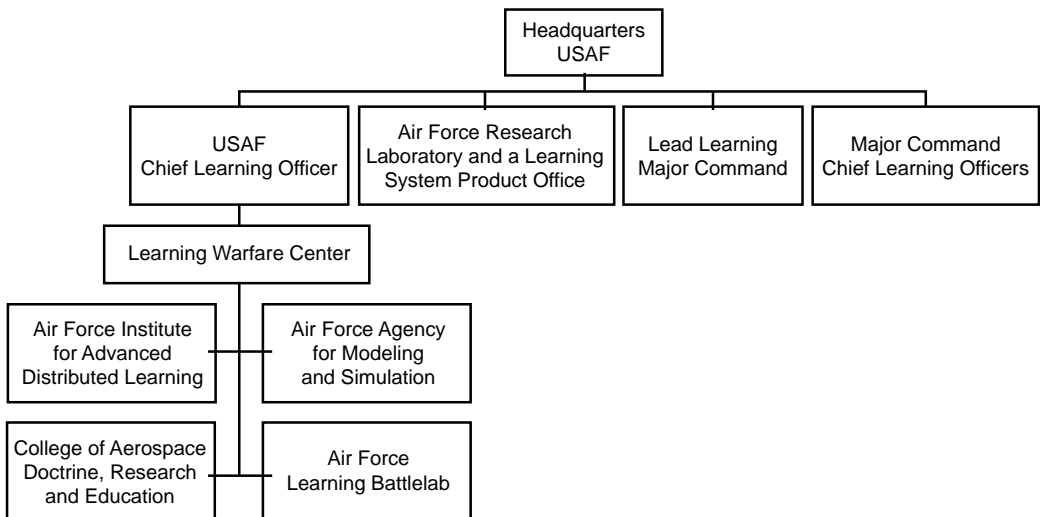 Headquarters
USAF
USAF
Chief Learning Officer
Air Force Research
Laboratory and a Learning
System Product Office
Lead Learning
Major Command
Major Command
Chief Learning Officers
Learning Warfare Center
Air Force Institute
for Advanced
Distributed Learning
Air Force Agency
for Modeling
and Simulation
College of Aerospace
Doctrine, Research
and Education
Air Force
Learning Battlelab